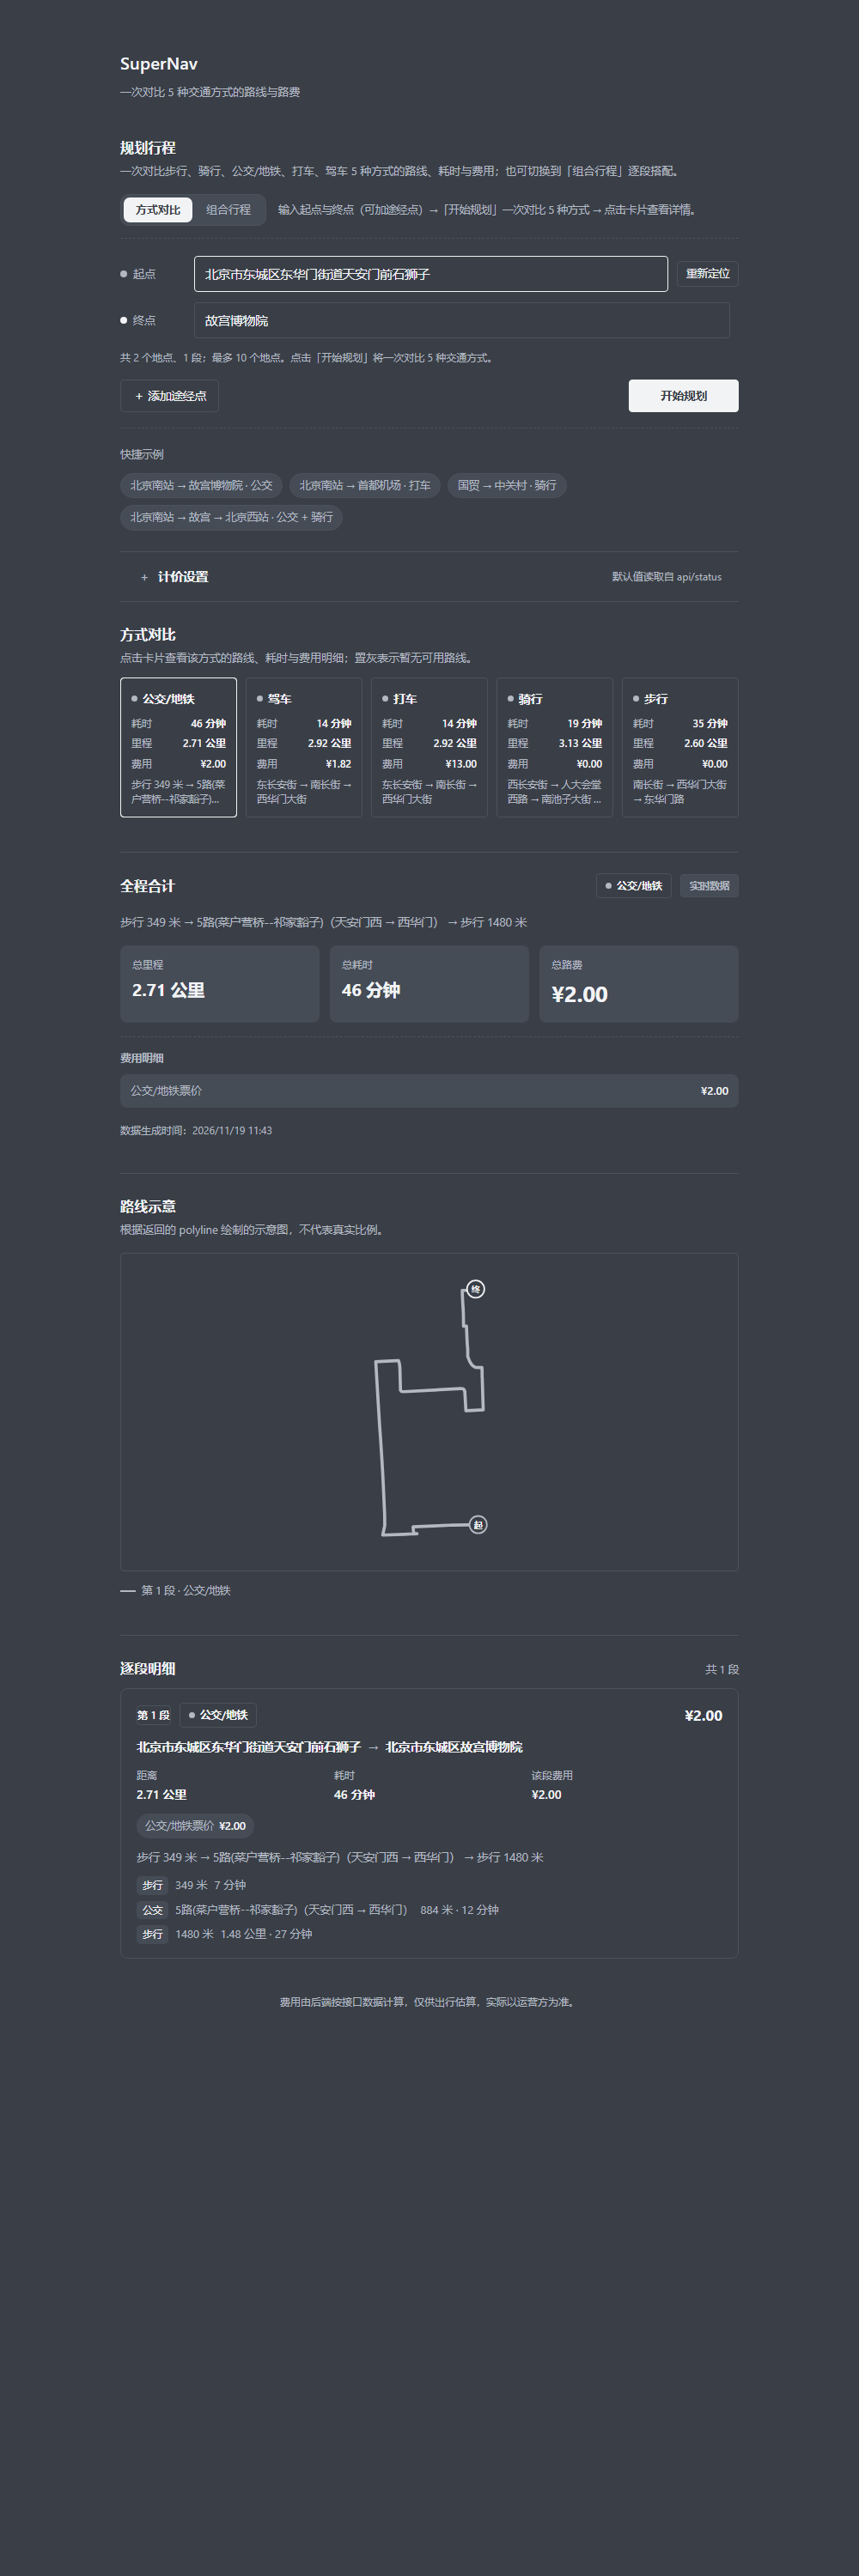 SuperNav
一次对比 5 种交通方式的路线与路费
规划行程
一次对比步行、骑行、公交/地铁、打车、驾车 5 种方式的路线、耗时与费用；也可切换到「组合行程」逐段搭配。
方式对比 组合行程 输入起点与终点（可加途经点）→「开始规划」一次对比 5 种方式 → 点击卡片查看详情。
起点 北京市东城区东华门街道天安门前石狮子 重新定位
终点 故宫博物院
共 2 个地点、1 段；最多 10 个地点。点击「开始规划」将一次对比 5 种交通方式。
+ 添加途经点 开始规划
快捷示例
北京南站 → 故宫博物院 · 公交 北京南站 → 首都机场 · 打车 国贸 → 中关村 · 骑行
北京南站 → 故宫 → 北京西站 · 公交 + 骑行
+ 计价设置 默认值读取自 api/status
方式对比
点击卡片查看该方式的路线、耗时与费用明细；置灰表示暂无可用路线。
公交/地铁
耗时 46 分钟
里程 2.71 公里
费用 ¥2.00
步行 349 米 → 5路(菜
户营桥--祁家豁子)...
驾车
耗时 14 分钟
里程 2.92 公里
费用 ¥1.82
东长安街 → 南长街 →
西华门大街
打车
耗时 14 分钟
里程 2.92 公里
费用 ¥13.00
东长安街 → 南长街 →
西华门大街
骑行
耗时 19 分钟
里程 3.13 公里
费用 ¥0.00
西长安街 → 人大会堂
西路 → 南池子大街 ...
步行
耗时 35 分钟
里程 2.60 公里
费用 ¥0.00
南长街 → 西华门大街
→ 东华门路
全程合计 公交/地铁 实时数据
步行 349 米 → 5路(菜户营桥--祁家豁子)（天安门西 → 西华门） → 步行 1480 米
总里程
2.71 公里
总耗时
46 分钟
总路费
¥2.00
费用明细
公交/地铁票价 ¥2.00
数据生成时间：2026/11/19 11:43
路线示意
根据返回的 polyline 绘制的示意图，不代表真实比例。
终
起
第 1 段 · 公交/地铁
逐段明细 共 1 段
第 1 段 公交/地铁 ¥2.00
北京市东城区东华门街道天安门前石狮子 → 北京市东城区故宫博物院
距离 耗时 该段费用
2.71 公里 46 分钟 ¥2.00
公交/地铁票价 ¥2.00
步行 349 米 → 5路(菜户营桥--祁家豁子)（天安门西 → 西华门） → 步行 1480 米
步行 349 米 7 分钟
公交 5路(菜户营桥--祁家豁子)（天安门西 → 西华门） 884 米 · 12 分钟
步行 1480 米 1.48 公里 · 27 分钟
费用由后端按接口数据计算，仅供出行估算，实际以运营方为准。